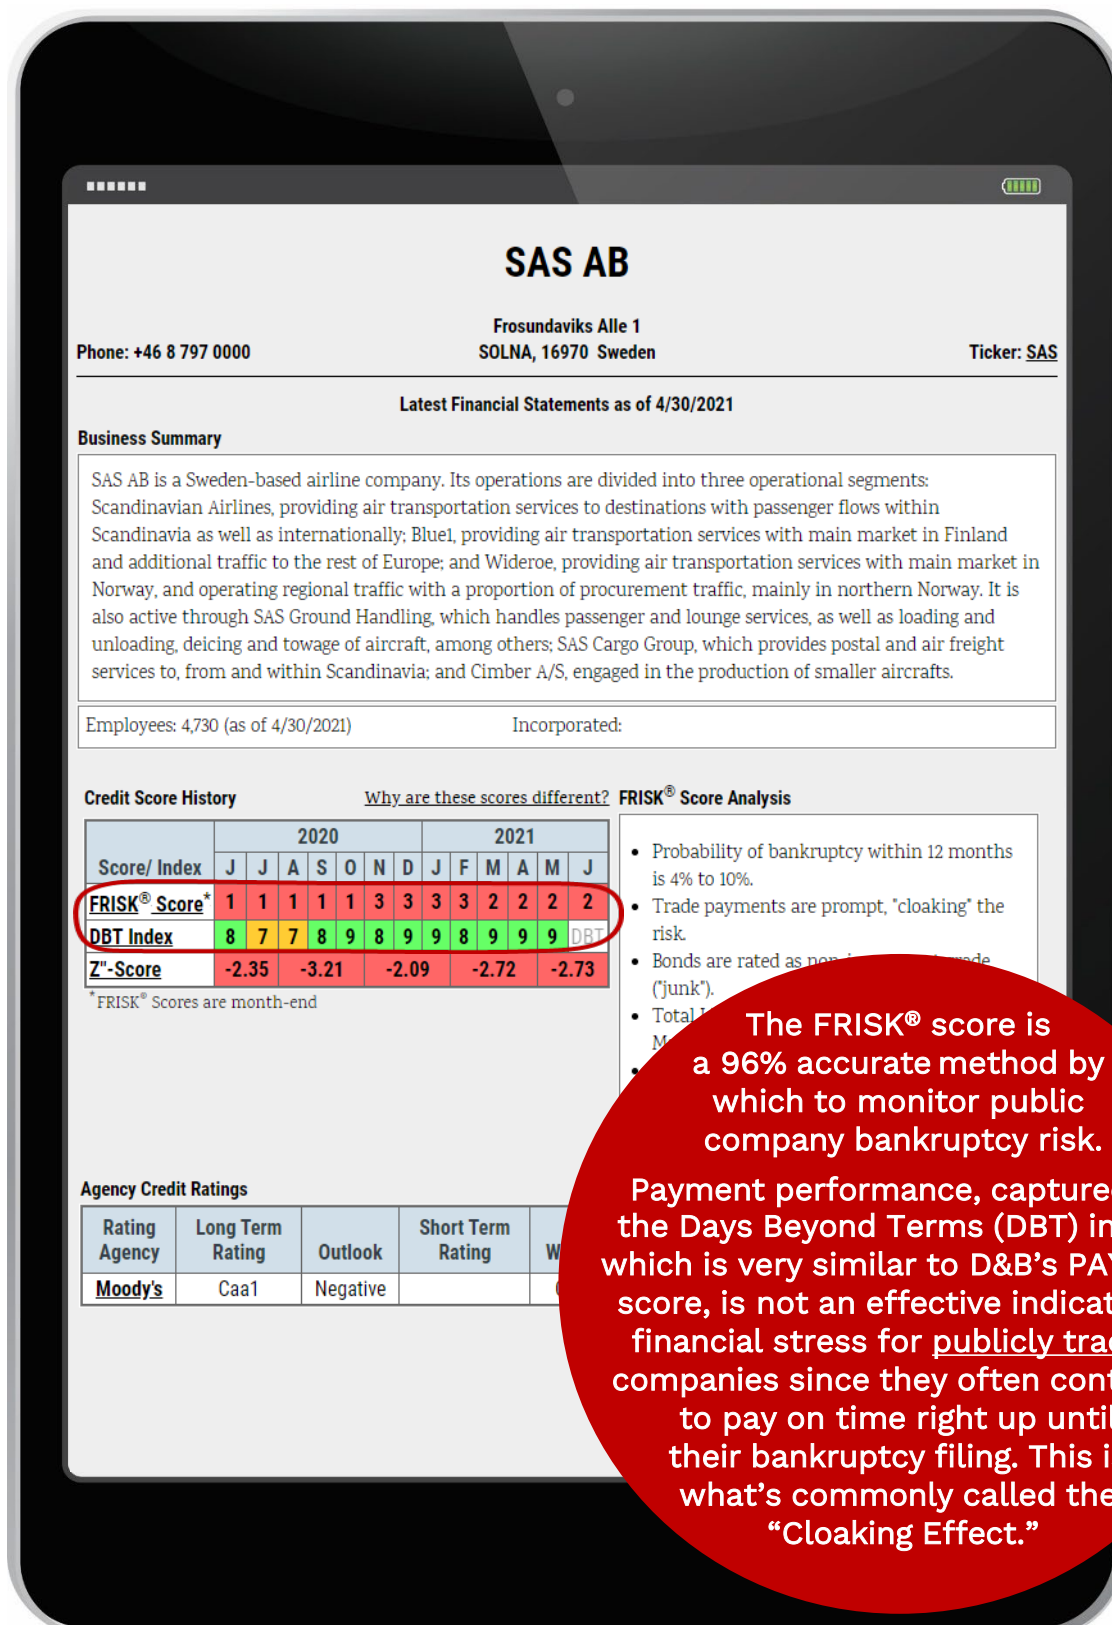 SAS AB
Frosundaviks Alle 1
Phone: +46 8 797 0000 SOLNA, 16970 Sweden Ticker: SAS
Latest Financial Statements as of 4/30/2021
Business Summary
SAS AB is a Sweden-based airline company. Its operations are divided into three operational segments:
Scandinavian Airlines, providing air transportation services to destinations with passenger flows within
Scandinavia as well as internationally; Blue1, providing air transportation services with main market in Finland
and additional traffic to the rest of Europe; and Wideroe, providing air transportation services with main market in
Norway, and operating regional traffic with a proportion of procurement traffic, mainly in northern Norway. It is
also active through SAS Ground Handling, which handles passenger and lounge services, as well as loading and
unloading, deicing and towage of aircraft, among others; SAS Cargo Group, which provides postal and air freight
services to, from and within Scandinavia; and Cimber A/S, engaged in the production of smaller aircrafts.
Employees: 4,730 (as of 4/30/2021) Incorporated:
Credit Score History Why are these scores different?
2020 2021
Score/ Index J J A S O N D J F M A M J
FRISK® Score* 1 1 1 1 1 3 3 3 3 2 2 2 2
DBT Index 8 7 7 8 9 8 9 9 8 9 9 9 DBT
Z"-Score -2.35 -3.21 -2.09 -2.72 -2.73
*FRISK® Scores are month-end
FRISK® Score Analysis
• Probability of bankruptcy within 12 months
is 4% to 10%.
• Trade payments are prompt, "cloaking" the
risk.
• Bonds are rated as
("junk").
• Total
Agency Credit Ratings
Rating Agency Long Term Rating Outlook Short Term Rating
Moody's Caa1 Negative
The FRISK® score is
a 96% accurate method by
which to monitor public
company bankruptcy risk.
Payment performance,
the Days Beyond Terms (DBT)
which is very similar to D&B's
score, is not an effective
financial stress for publicly
companies since they often
to pay on time right up until
their bankruptcy filing. This
what's commonly called the
"Cloaking Effect."